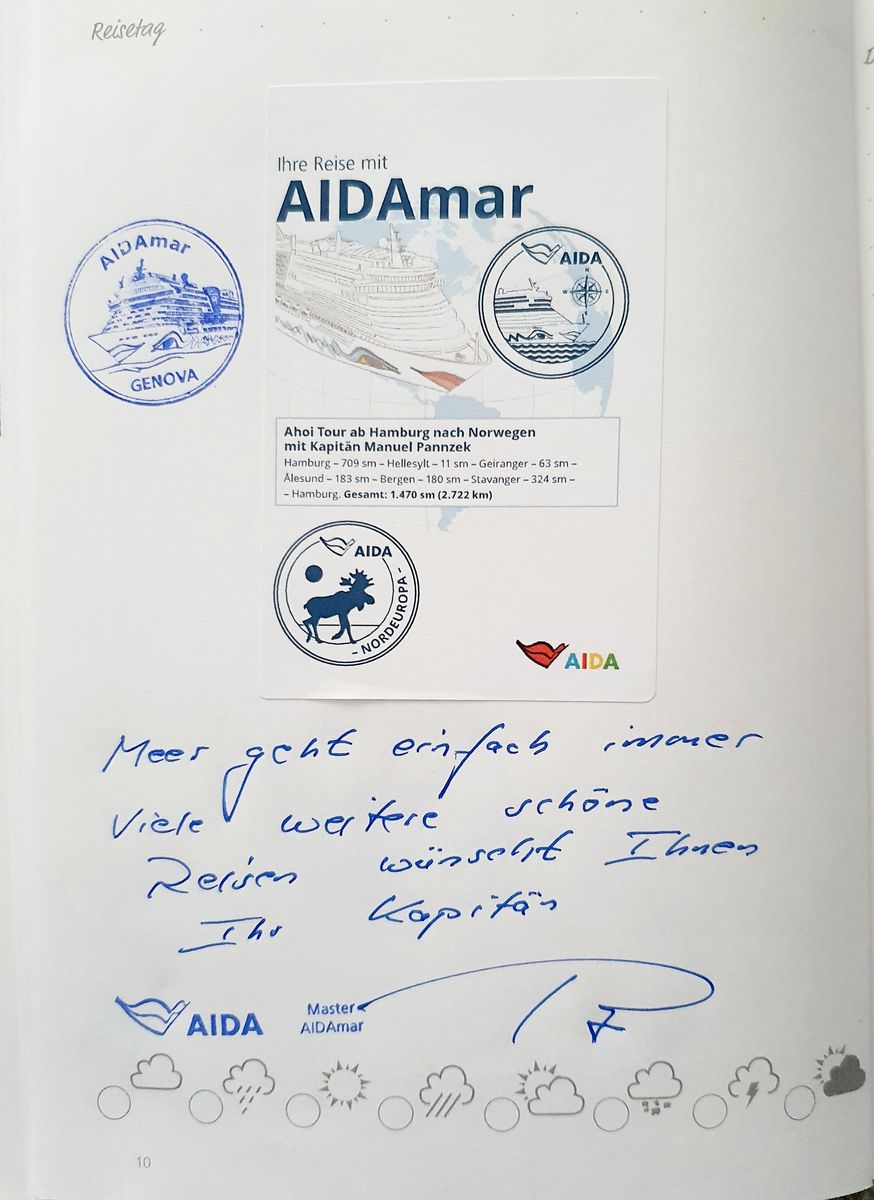 Reisetag
Ihre Reise mit
AIDAmar
AIDAmar
GENOVA
AIDA
N
W E
S
Ahoi Tour ab Hamburg nach Norwegen
mit Kapitän Manuel Pannzek
Hamburg – 709 sm – Hellesylt – 11 sm – Geiranger – 63 sm –
Ålesund – 183 sm – Bergen – 180 sm – Stavanger – 324 sm –
– Hamburg. Gesamt: 1.470 sm (2.722 km)
AIDA
- NORDEUROPA -
AIDA
Meer geht einfach immer
Viele weitere schöne
Reisen wünscht Ihnen
Ihr Kapitän
AIDA
Master
AIDAmar
10